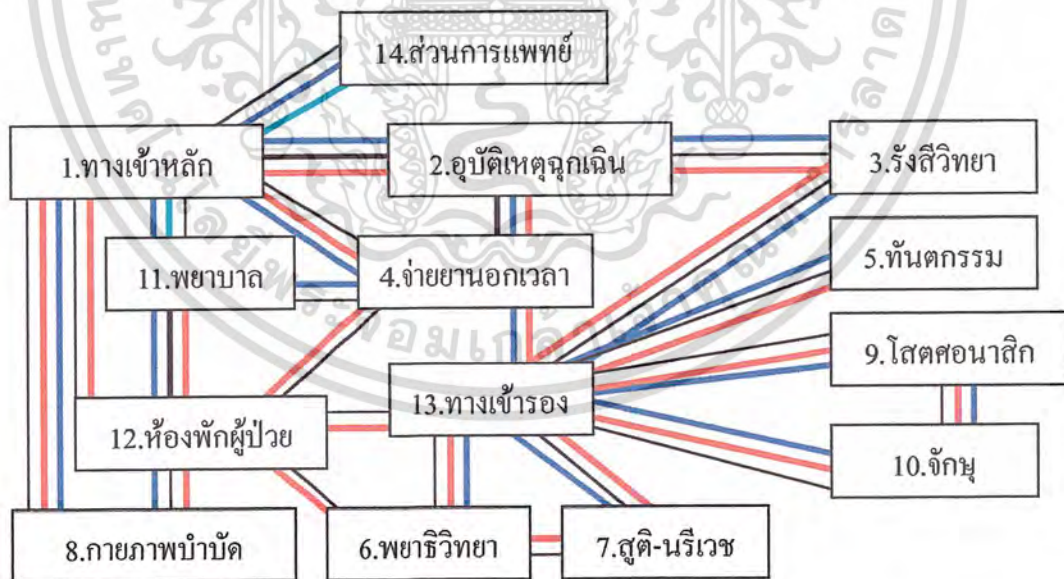 14.ส่วนการแพทย์
1.ทางเข้าหลัก
2.อุบัติเหตุฉุกเฉิน
3.รังสีวิทยา
11.พยาบาล
4.จ่ายยานอกเวลา
5.ทันตกรรม
9.โสตศอนาสิก
13.ทางเข้ารอง
12.ห้องพักผู้ป่วย
10.จักษุ
8.กายภาพบำบัด
6.พยาธิวิทยา
7.สูติ-นรีเวช